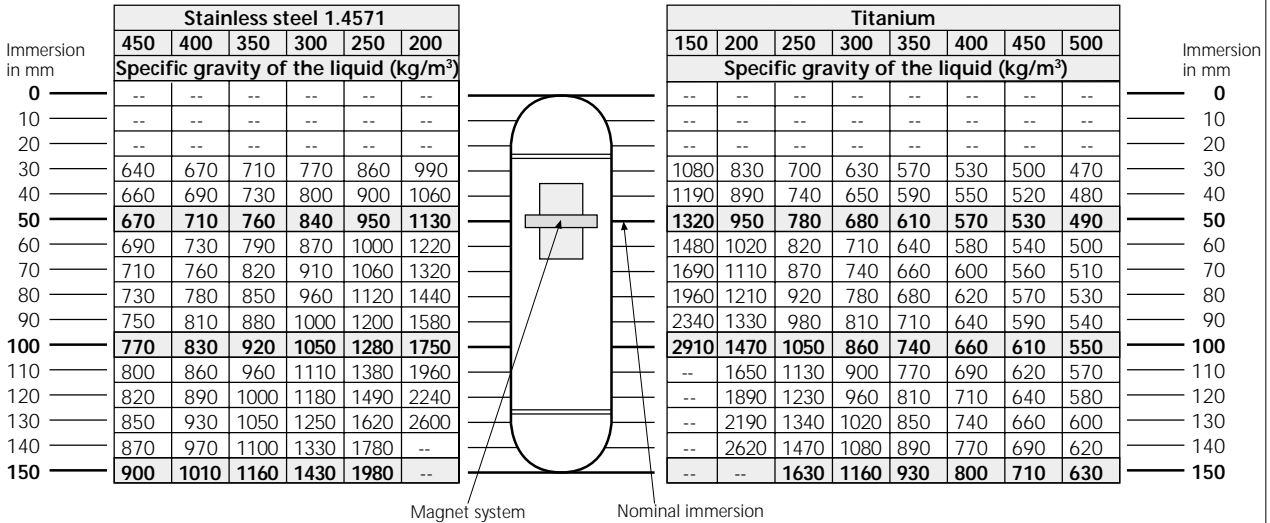 Stainless steel 1.4571 Titanium
Immersion in mm 450 400 350 300 250 200 150 200 250 300 350 400 450 500 Immersion in mm
Specific gravity of the liquid (kg/m³) Specific gravity of the liquid (kg/m³)
0 -- -- -- -- -- -- -- -- -- -- -- -- -- -- 0
10 -- -- -- -- -- -- -- -- -- -- -- -- -- -- 10
20 -- -- -- -- -- -- -- -- -- -- -- -- -- -- 20
30 640 670 710 770 860 990 1080 830 700 630 570 530 500 470 30
40 660 690 730 800 900 1060 1190 890 740 650 590 550 520 480 40
50 670 710 760 840 950 1130 1320 950 780 680 610 570 530 490 50
60 690 730 790 870 1000 1220 1480 1020 820 710 640 580 540 500 60
70 710 760 820 910 1060 1320 1690 1110 870 740 660 600 560 510 70
80 730 780 850 960 1120 1440 1960 1210 920 780 680 620 570 530 80
90 750 810 880 1000 1200 1580 2340 1330 980 810 710 640 590 540 90
100 770 830 920 1050 1280 1750 2910 1470 1050 860 740 660 610 550 100
110 800 860 960 1110 1380 1960 -- 1650 1130 900 770 690 620 570 110
120 820 890 1000 1180 1490 2240 -- 1890 1230 960 810 710 640 580 120
130 850 930 1050 1250 1620 2600 -- 2190 1340 1020 850 740 660 600 130
140 870 970 1100 1330 1780 -- -- 2620 1470 1080 890 770 690 620 140
150 900 1010 1160 1430 1980 -- -- -- 1630 1160 930 800 710 630 150
Magnet system Nominal immersion